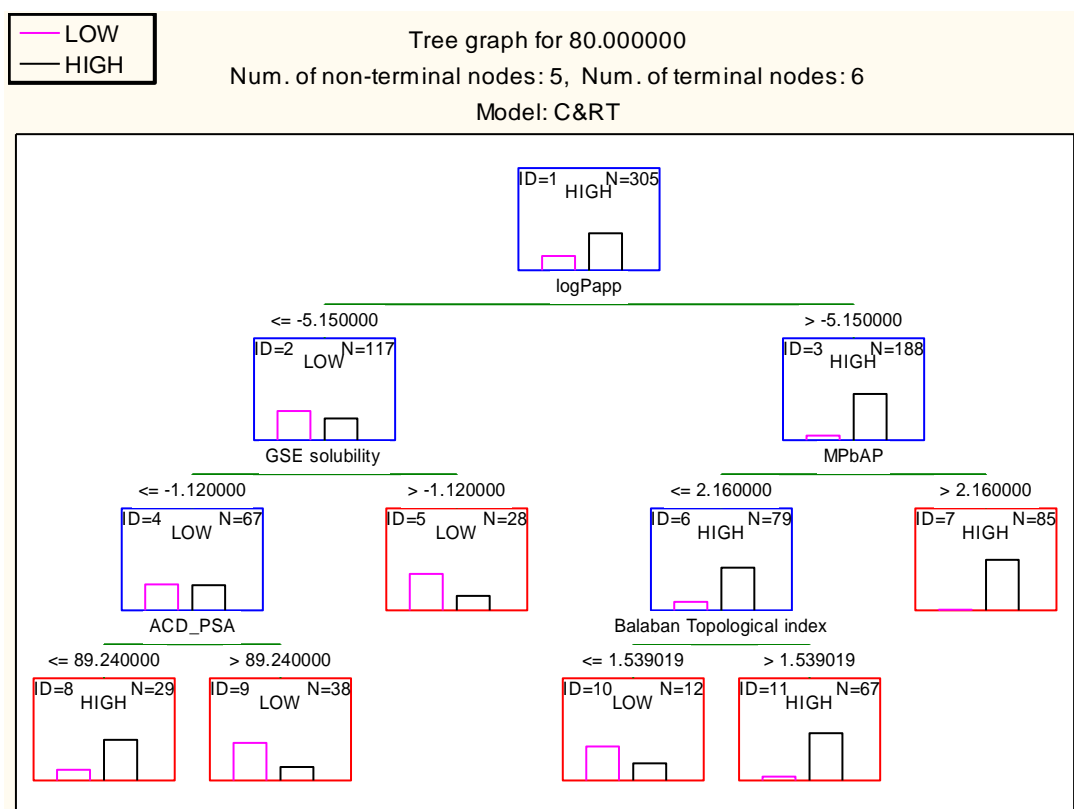 LOW
HIGH
Tree graph for 80.000000
Num. of non-terminal nodes: 5, Num. of terminal nodes: 6
Model: C&RT
ID=1 N=305
HIGH
logPapp
<= -5.150000 > -5.150000
ID=2 N=117
LOW
ID=3 N=188
HIGH
GSE solubility
MPbAP
<= -1.120000 > -1.120000 <= 2.160000 > 2.160000
ID=4 N=67
LOW
ID=5 N=28
LOW
ID=6 N=79
HIGH
ID=7 N=85
HIGH
ACD_PSA
Balaban Topological index
<= 89.240000 > 89.240000 <= 1.539019 > 1.539019
ID=8 N=29
HIGH
ID=9 N=38
LOW
ID=10 N=12
LOW
ID=11 N=67
HIGH